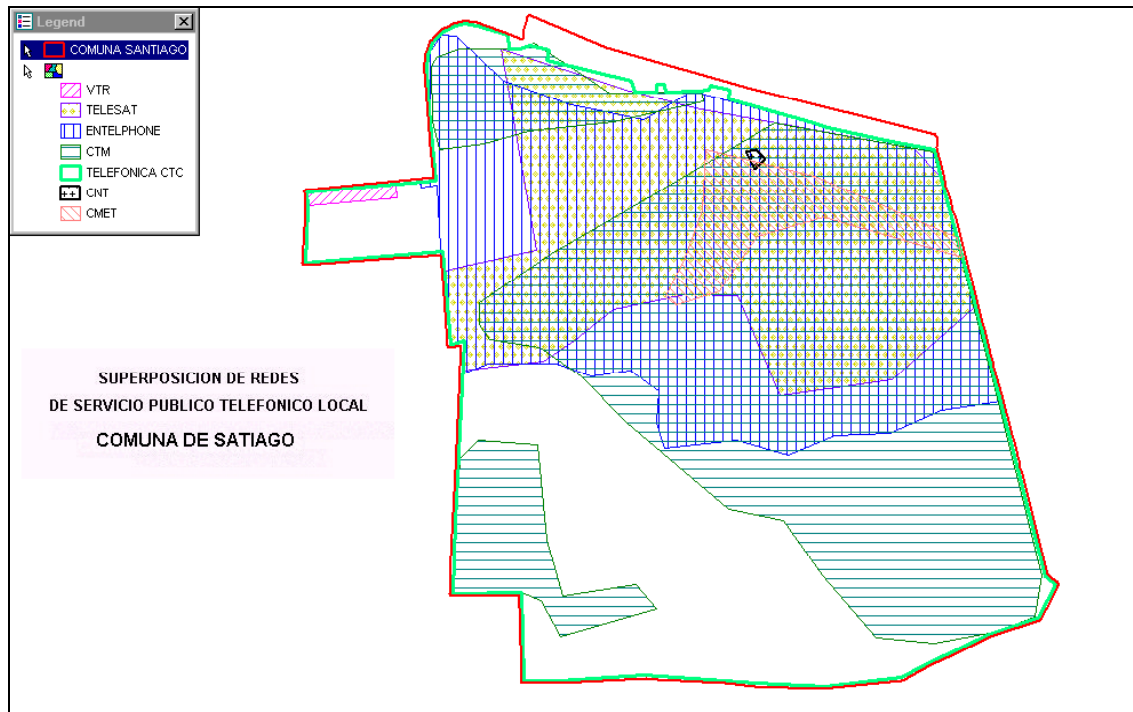 Legend
COMUNA SANTIAGO
VTR
TELESAT
ENTELPHONE
CTM
TELEFONICA CTC
CNT
CMET
SUPERPOSICION DE REDES
DE SERVICIO PUBLICO TELEFONICO LOCAL
COMUNA DE SATIAGO